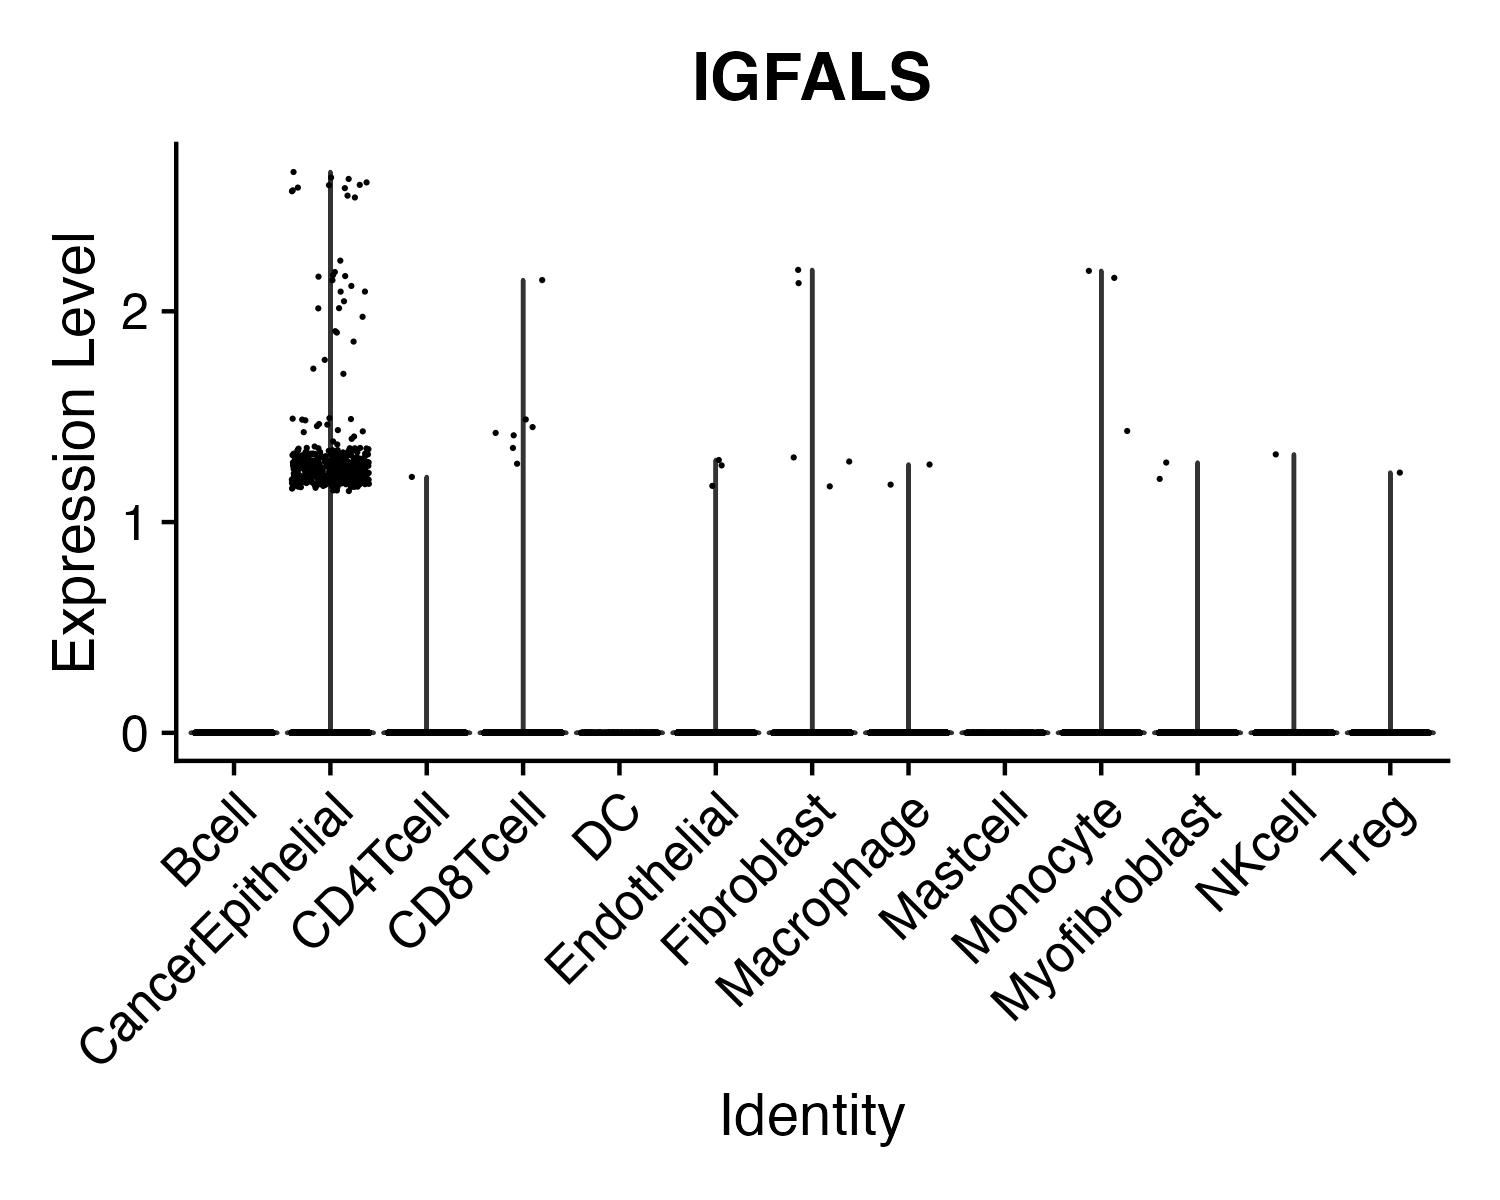 IGFALS
Expression Level
2
1
0
Bcell
CancerEpithelial
CD4Tcell
CD8Tcell
DC
Endothelial
Fibroblast
Macrophage
Mastcell
Monocyte
Myofibroblast
NKcell
Treg
Identity